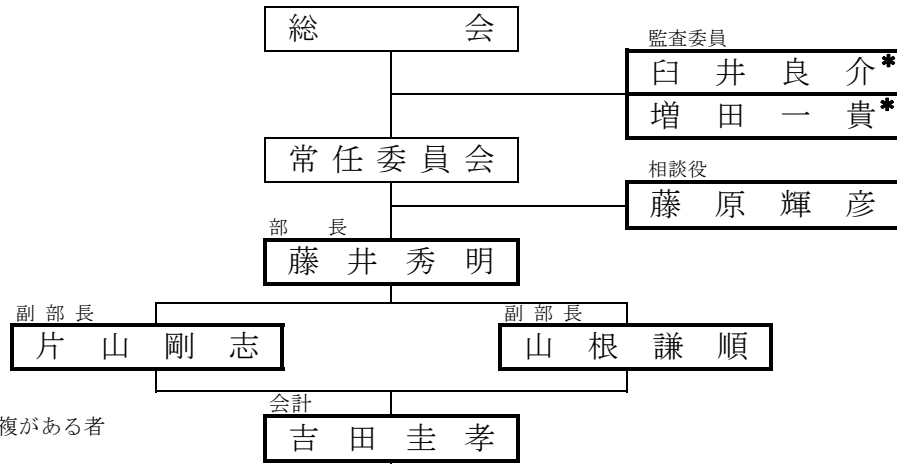 総会
監査委員
臼井良介*
増田一貴*
常任委員会
相談役
藤原輝彦
部長
藤井秀明
副部長
片山剛志
副部長
山根謙順
複がある者
会計
吉田圭孝